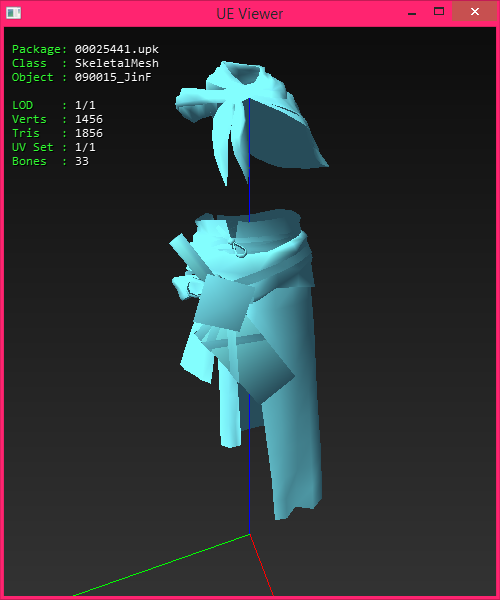 UE Viewer
Package: 00025441.upk
Class : SkeletalMesh
Object : 090015_JinF
LOD : 1/1
Verts : 1456
Tris : 1856
UV Set : 1/1
Bones : 33